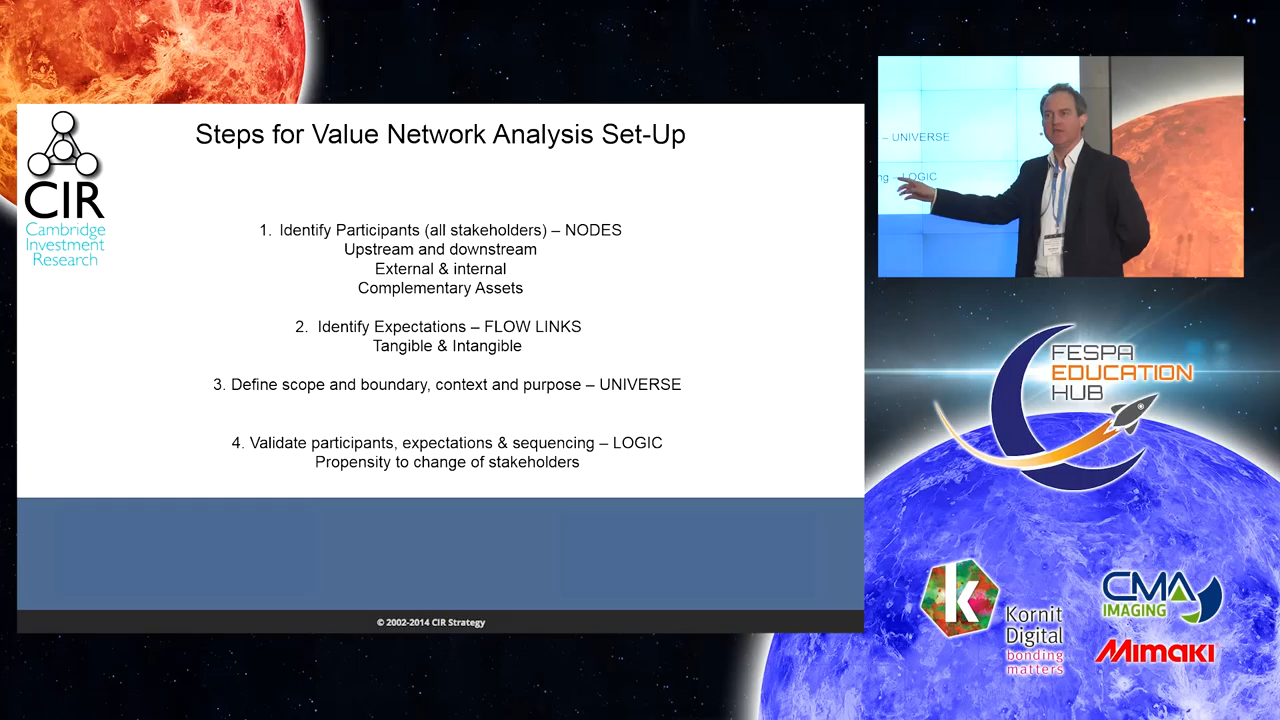 CIR
Cambridge
Investment
Research
Steps for Value Network Analysis Set-Up
1. Identify Participants (all stakeholders) – NODES
Upstream and downstream
External & internal
Complementary Assets
2. Identify Expectations – FLOW LINKS
Tangible & Intangible
3. Define scope and boundary, context and purpose – UNIVERSE
4. Validate participants, expectations & sequencing – LOGIC
Propensity to change of stakeholders
© 2002-2014 CIR Strategy
– UNIVERSE
ng – LOGIC
FESPA
EDUCATION
HUB
k
Kornit
Digital
bonding
matters
CMA
IMAGING
Mimaki